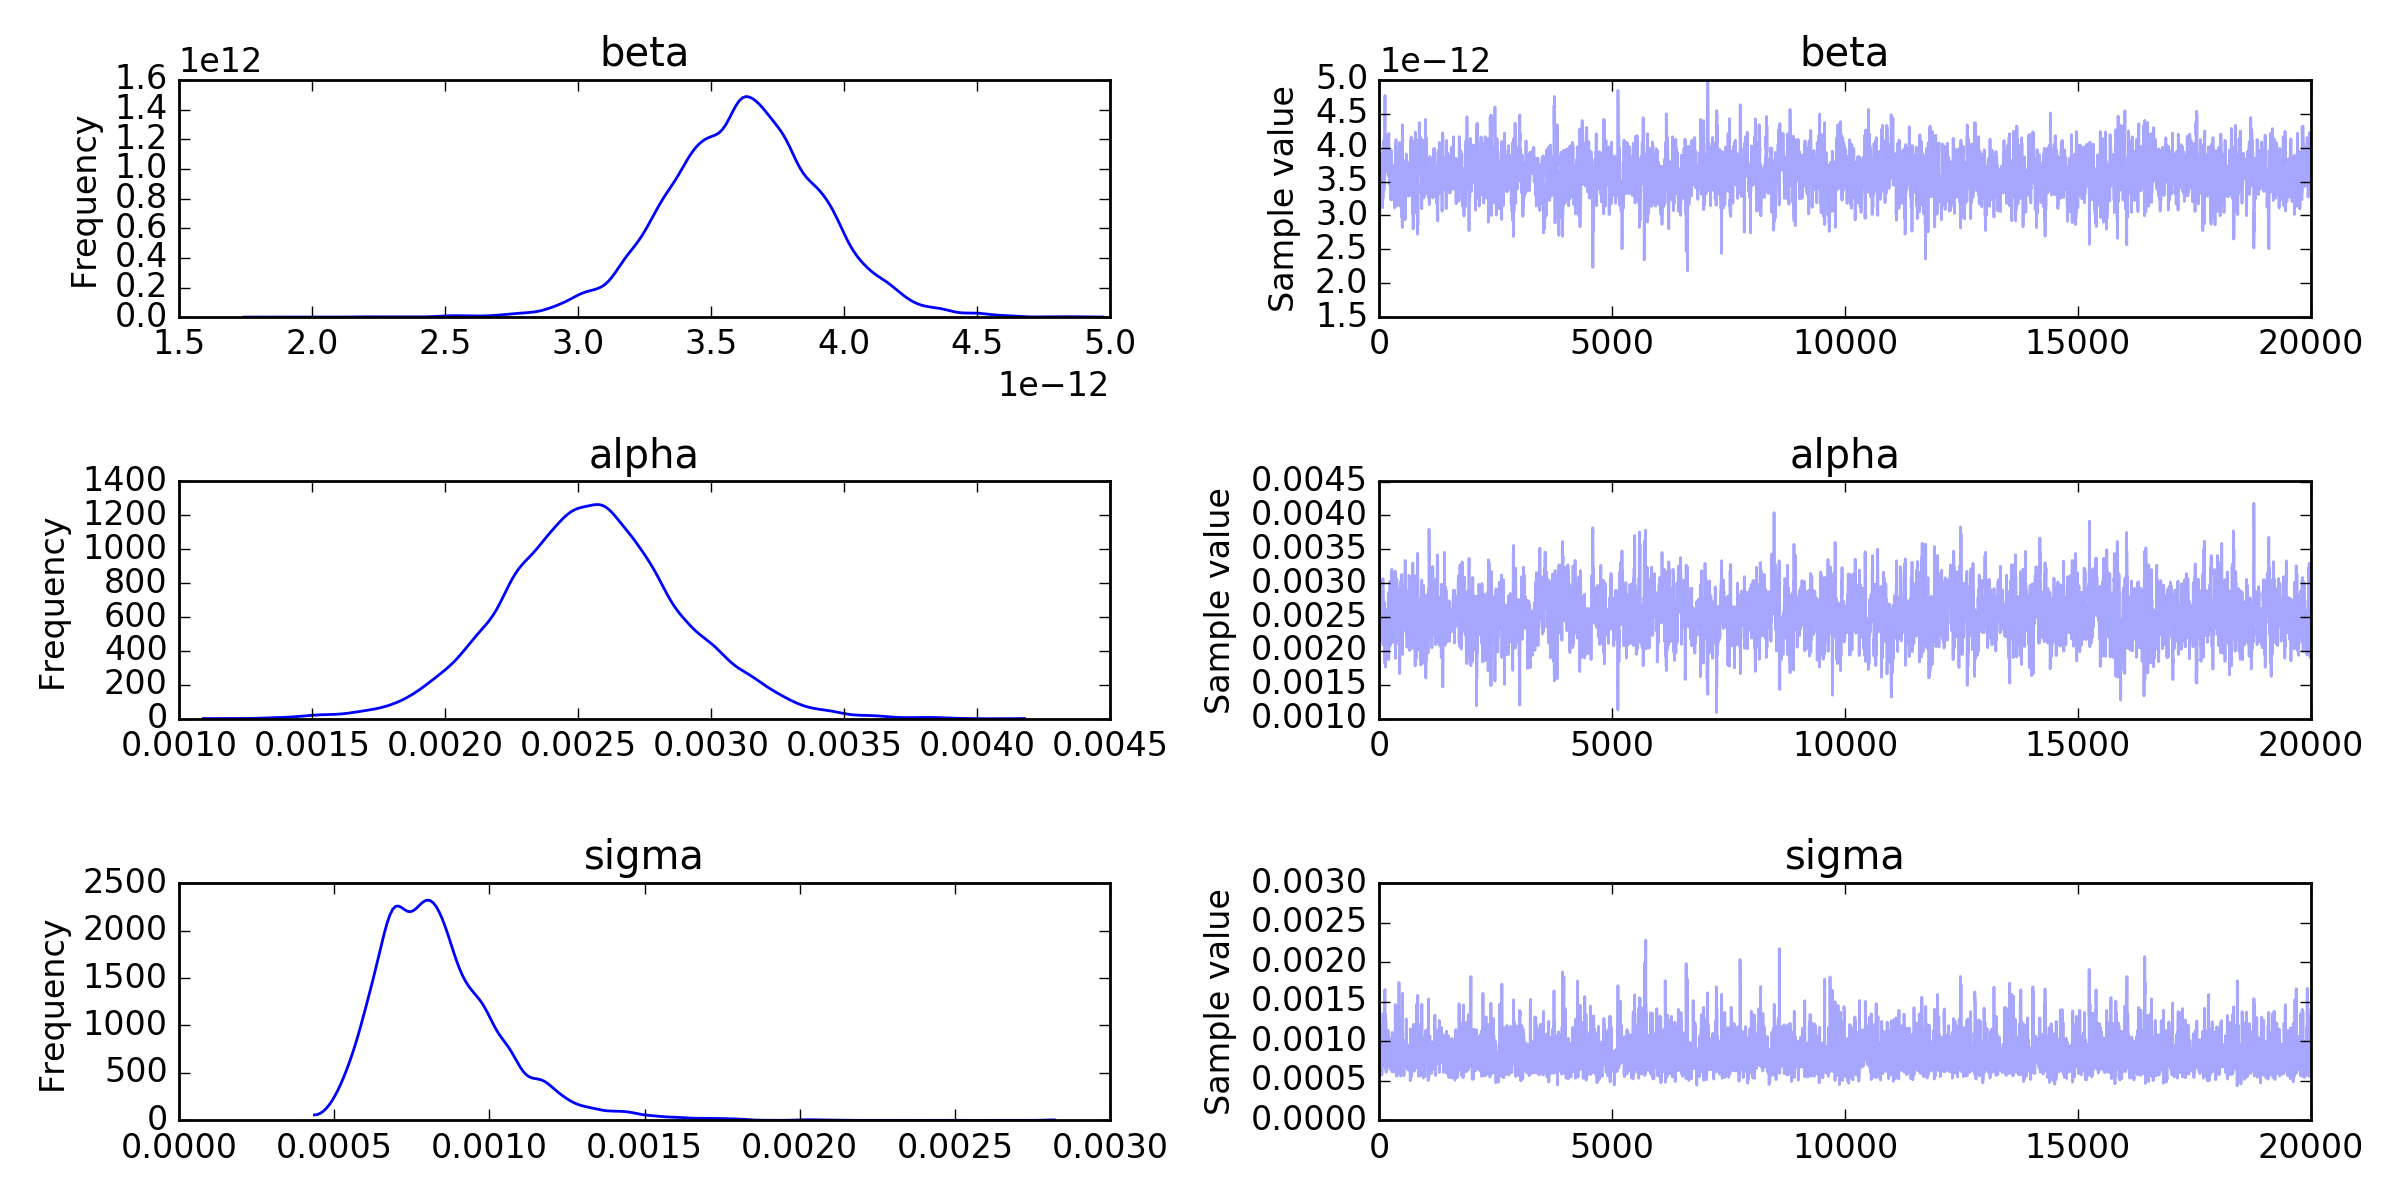 beta
1e12
Frequency
1.6
1.4
1.2
1.0
0.8
0.6
0.4
0.2
0.0
1.5 2.0 2.5 3.0 3.5 4.0 4.5 5.0
1e−12
beta
1e−12
Sample value
5.0
4.5
4.0
3.5
3.0
2.5
2.0
1.5
0 5000 10000 15000 20000
alpha
Frequency
1400
1200
1000
800
600
400
200
0
0.0010 0.0015 0.0020 0.0025 0.0030 0.0035 0.0040 0.0045
alpha
Sample value
0.0045
0.0040
0.0035
0.0030
0.0025
0.0020
0.0015
0.0010
0 5000 10000 15000 20000
sigma
Frequency
2500
2000
1500
1000
500
0
0.0000 0.0005 0.0010 0.0015 0.0020 0.0025 0.0030
sigma
Sample value
0.0030
0.0025
0.0020
0.0015
0.0010
0.0005
0.0000
0 5000 10000 15000 20000